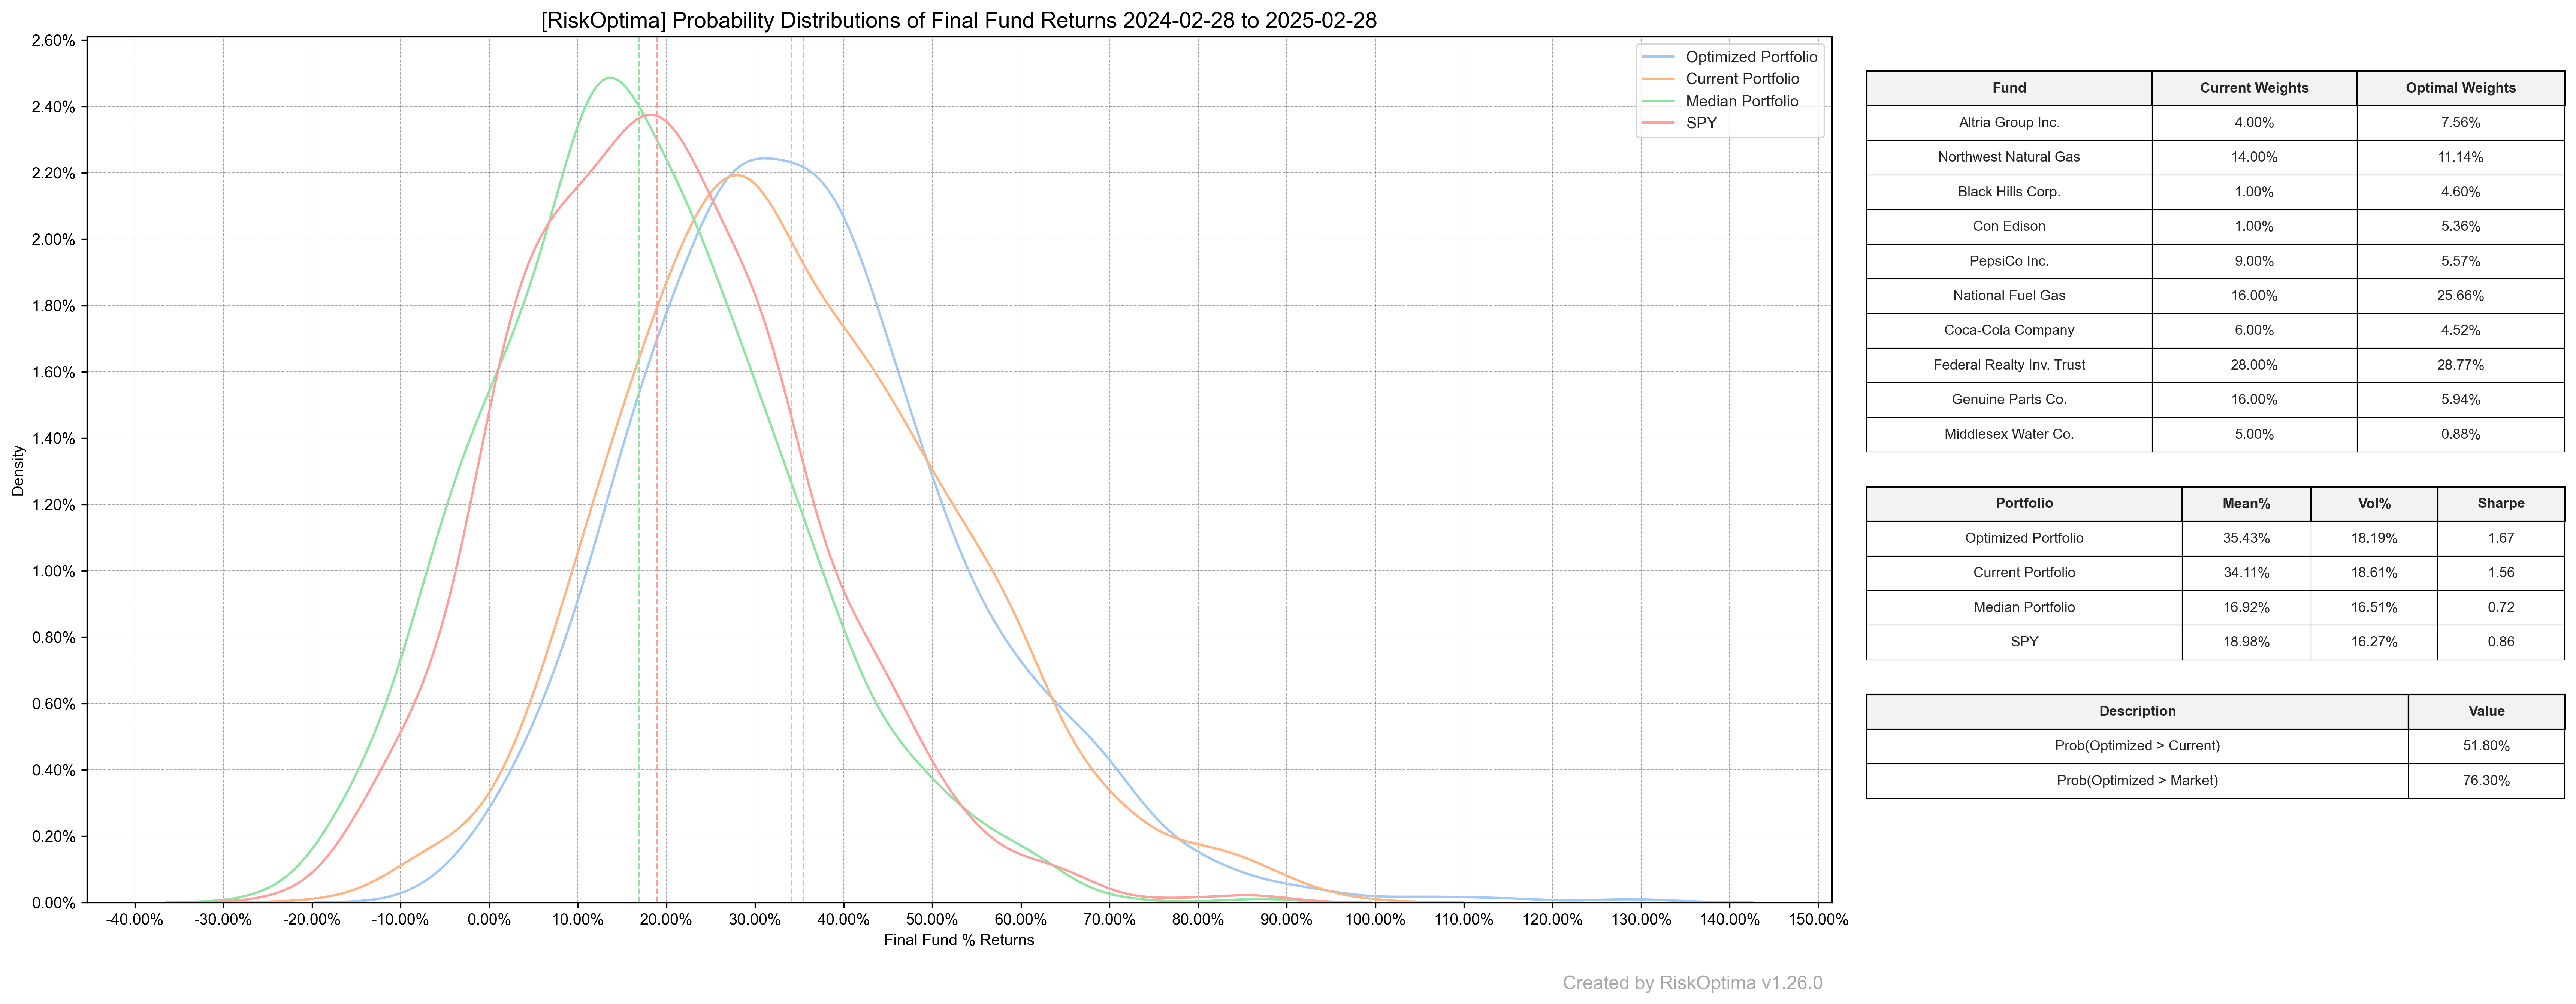 [RiskOptima] Probability Distributions of Final Fund Returns 2024-02-28 to 2025-02-28
2.60%
2.40%
2.20%
2.00%
1.80%
1.60%
1.40%
1.20%
1.00%
0.80%
0.60%
0.40%
0.20%
0.00%
Density
-40.00% -30.00% -20.00% -10.00% 0.00% 10.00% 20.00% 30.00% 40.00% 50.00% 60.00% 70.00% 80.00% 90.00% 100.00% 110.00% 120.00% 130.00% 140.00% 150.00%
Final Fund % Returns
Optimized Portfolio
Current Portfolio
Median Portfolio
SPY
Fund Current Weights Optimal Weights
Altria Group Inc. 4.00% 7.56%
Northwest Natural Gas 14.00% 11.14%
Black Hills Corp. 1.00% 4.60%
Con Edison 1.00% 5.36%
PepsiCo Inc. 9.00% 5.57%
National Fuel Gas 16.00% 25.66%
Coca-Cola Company 6.00% 4.52%
Federal Realty Inv. Trust 28.00% 28.77%
Genuine Parts Co. 16.00% 5.94%
Middlesex Water Co. 5.00% 0.88%
Portfolio Mean% Vol% Sharpe
Optimized Portfolio 35.43% 18.19% 1.67
Current Portfolio 34.11% 18.61% 1.56
Median Portfolio 16.92% 16.51% 0.72
SPY 18.98% 16.27% 0.86
Description Value
Prob(Optimized > Current) 51.80%
Prob(Optimized > Market) 76.30%
Created by RiskOptima v1.26.0